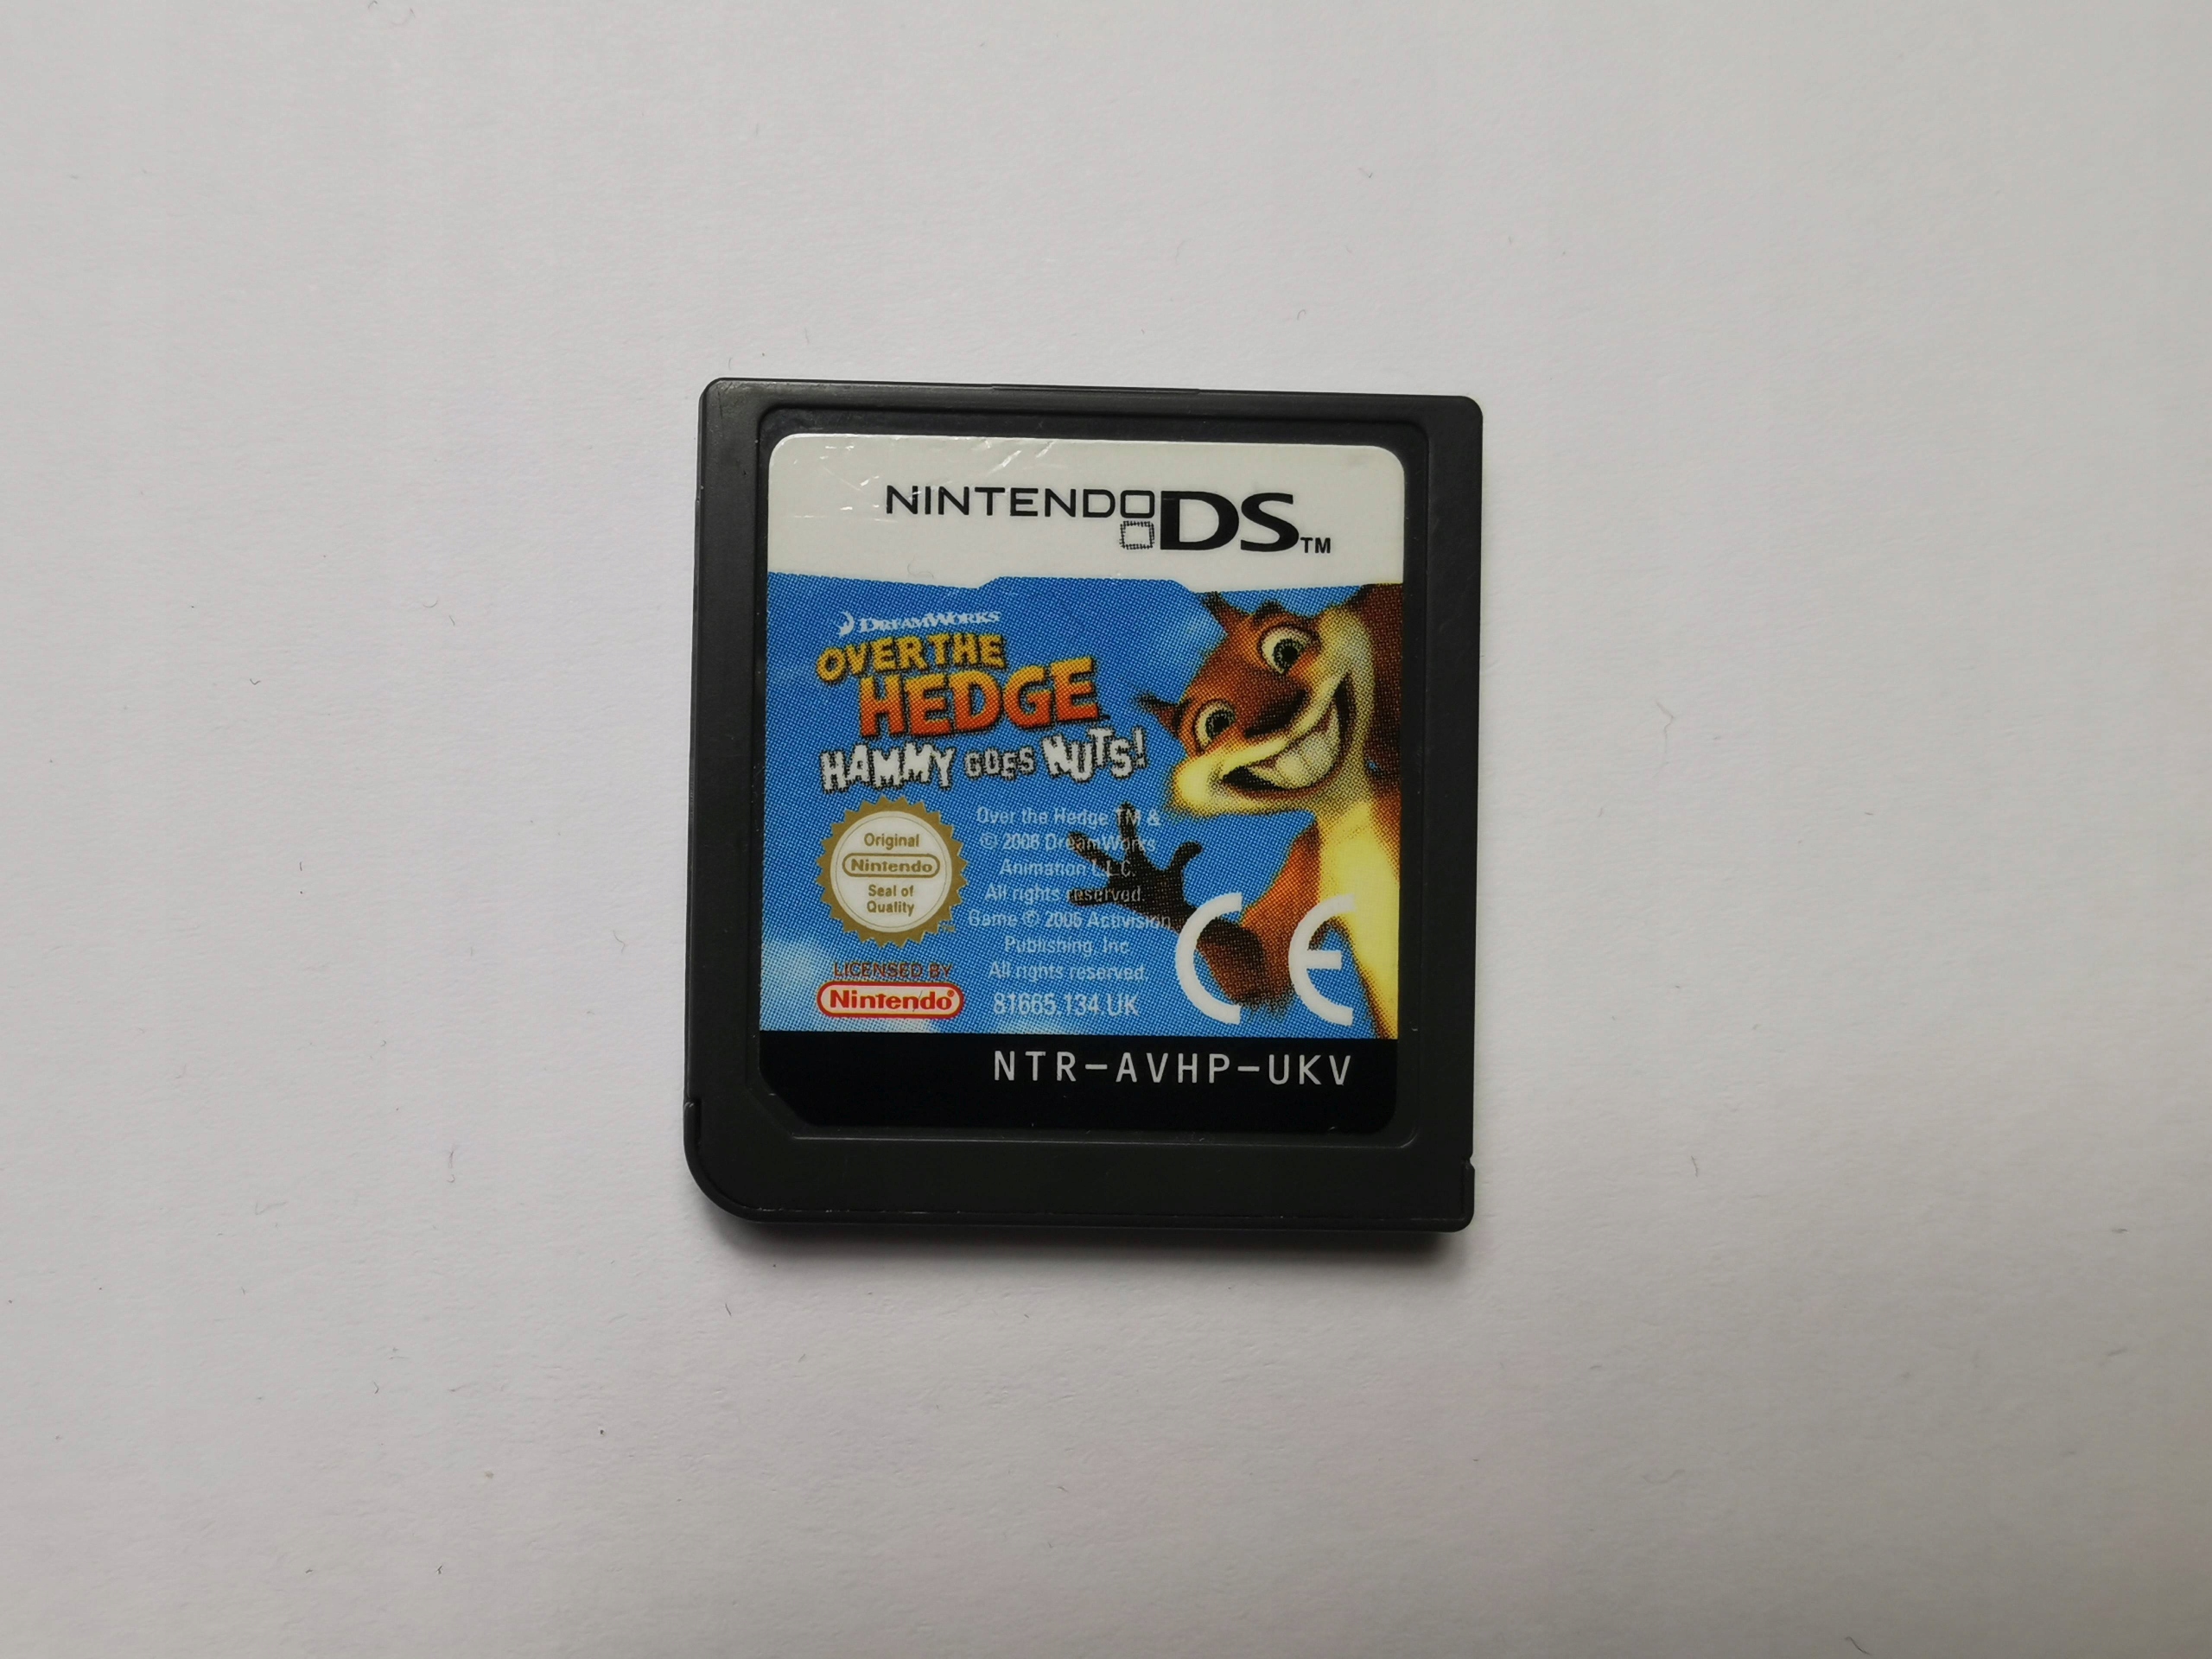 NINTENDO DS TM
DREAMWORKS
OVER THE
HEDGE
HAMMY GOES NUTS!
Original
Nintendo
Seal of
Quality
TM
LICENSED BY
Nintendo®
Over the Hedge TM &
© 2006 DreamWorks
Animation L.L.C.
All rights reserved.
Game © 2006 Activision
Publishing, Inc
All rights reserved.
81665.134.UK
CE
NTR-AVHP-UKV